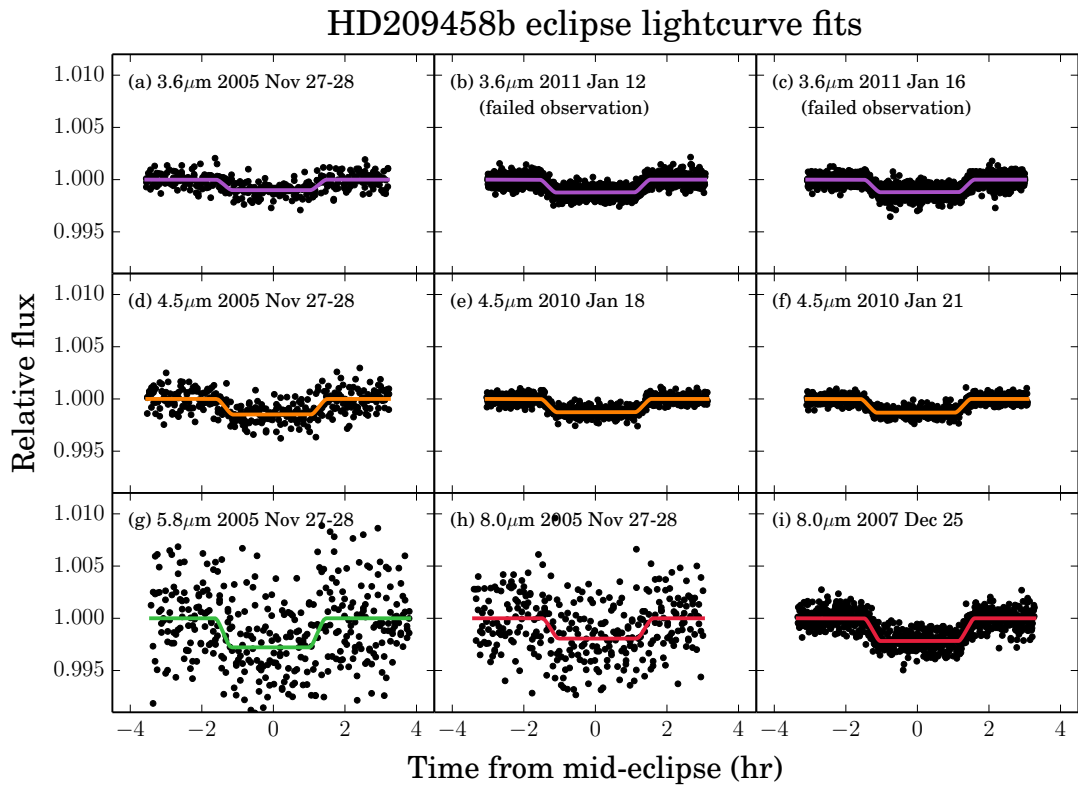 HD209458b eclipse lightcurve fits
(a) 3.6μm 2005 Nov 27-28
(b) 3.6μm 2011 Jan 12
(failed observation)
(c) 3.6μm 2011 Jan 16
(failed observation)
1.010
1.005
1.000
0.995
(d) 4.5μm 2005 Nov 27-28
(e) 4.5μm 2010 Jan 18
(f) 4.5μm 2010 Jan 21
1.010
1.005
1.000
0.995
Relative flux
(g) 5.8μm 2005 Nov 27-28
(h) 8.0μm 2005 Nov 27-28
(i) 8.0μm 2007 Dec 25
1.010
1.005
1.000
0.995
−4 −2 0 2 4
−4 −2 0 2 4
−4 −2 0 2 4
Time from mid-eclipse (hr)